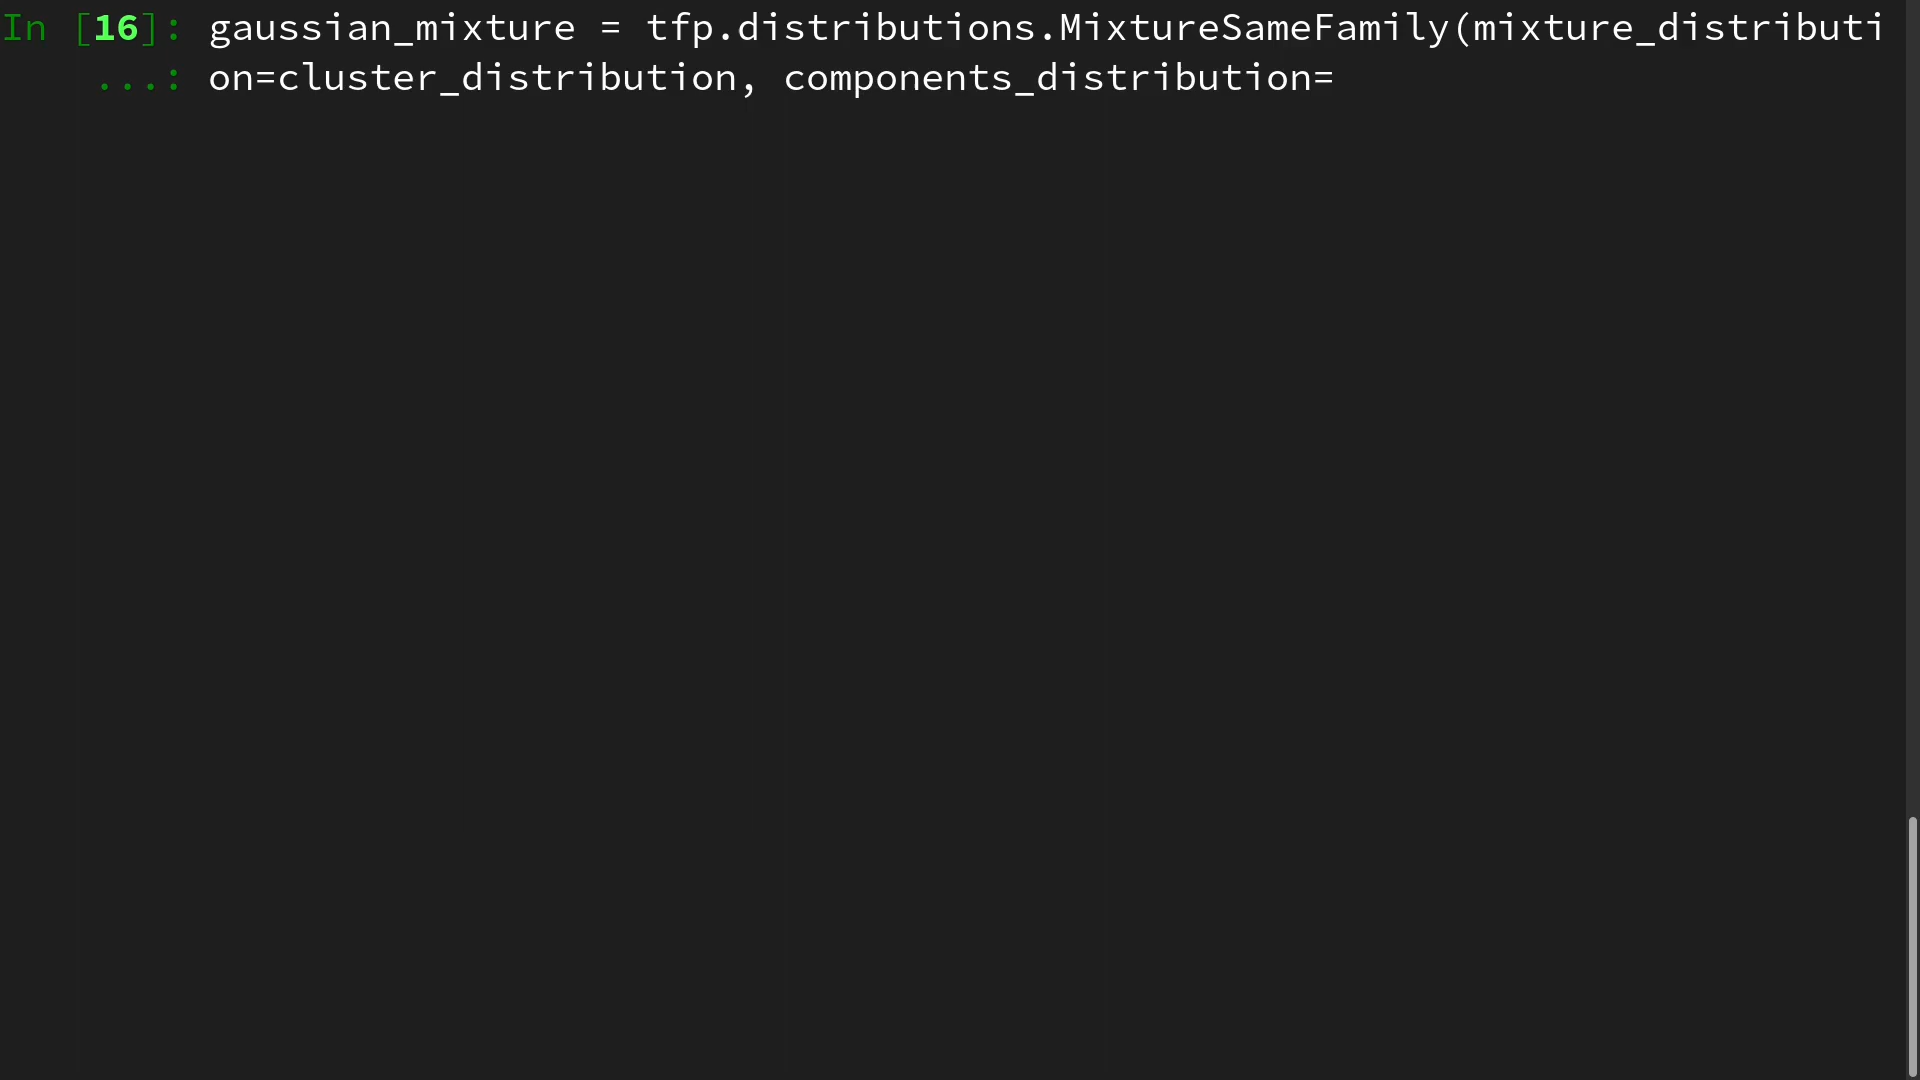 In [16]: gaussian_mixture = tfp.distributions.MixtureSameFamily(mixture_distributi
...: on=cluster_distribution, components_distribution=